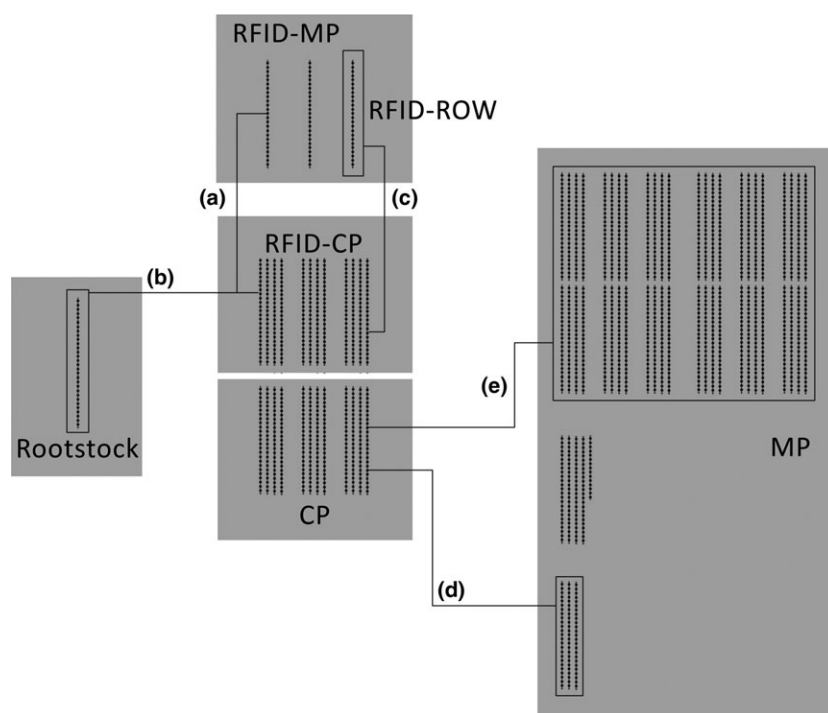 RFID-MP
RFID-ROW
(a)
(c)
RFID-CP
(b)
Rootstock
(e)
MP
CP
(d)